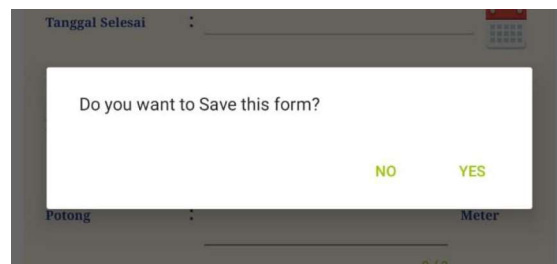 Tanggal Selesai :
Do you want to Save this form?
NO YES
Potong : Meter